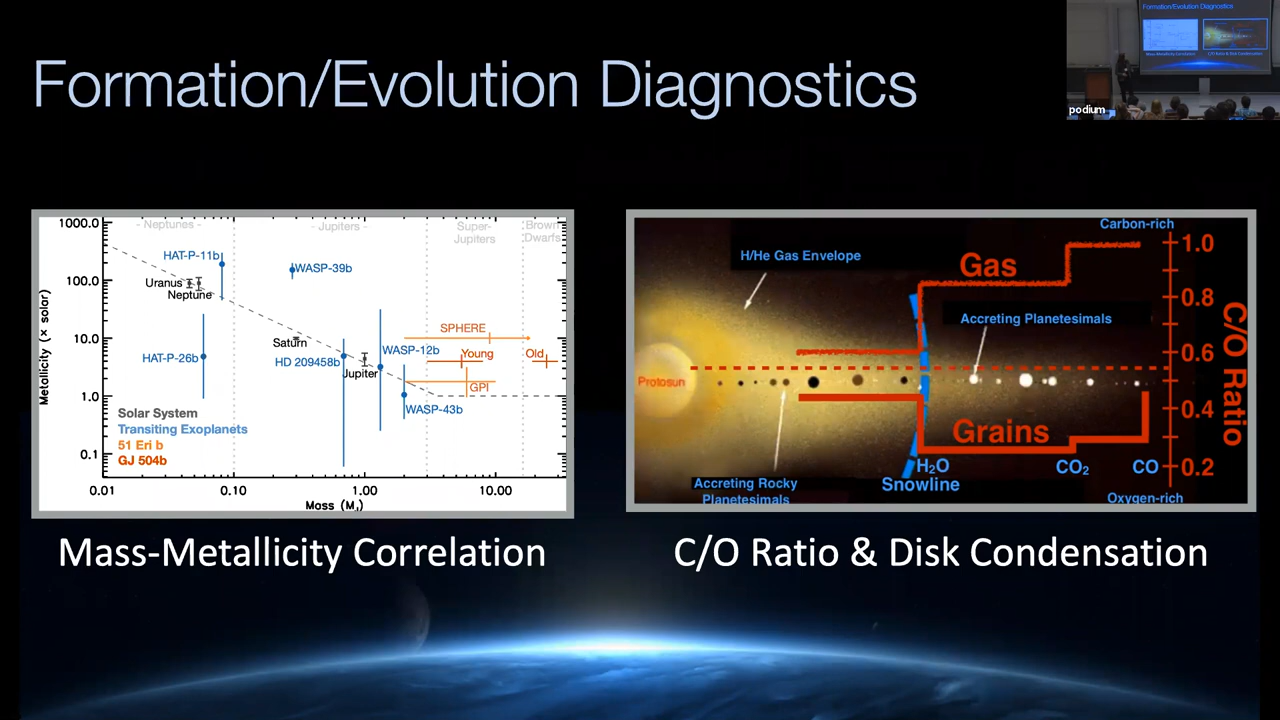 Formation/Evolution Diagnostics
Formation/Evolution Diagnostics
podium
1000.0
100.0
10.0
1.0
0.1
Metallicity (× solar)
- Neptunes -
- Jupiters -
Super-
Jupiters
Brown
Dwarfs
HAT-P-11b
WASP-39b
Uranus
Neptune
Saturn
SPHERE
HAT-P-26b
HD 209458b
WASP-12b
Young
Old
Jupiter
GPI
WASP-43b
Solar System
Transiting Exoplanets
51 Eri b
GJ 504b
0.01
0.10
1.00
10.00
Mass (MJ)
Mass-Metallicity Correlation
Carbon-rich
H/He Gas Envelope
Gas
1.0
0.8
Accreting Planetesimals
0.6
C/O Ratio
Protosun
0.4
Grains
H₂O
Snowline
CO₂
CO
0.2
Accreting Rocky
Planetesimals
Oxygen-rich
C/O Ratio & Disk Condensation